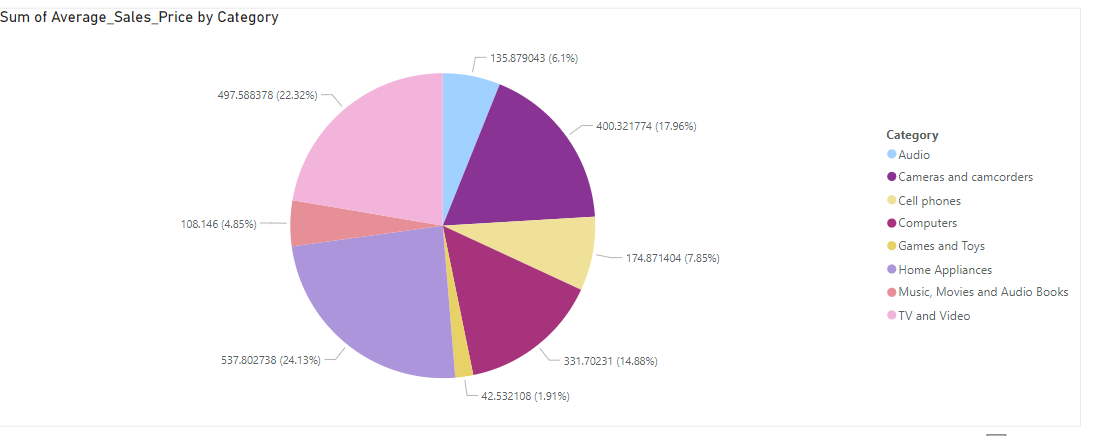 Sum of Average_Sales_Price by Category
135.879043 (6.1%)
497.588378 (22.32%)
400.321774 (17.96%)
108.146 (4.85%)
174.871404 (7.85%)
537.802738 (24.13%)
331.70231 (14.88%)
42.532108 (1.91%)
Category
Audio
Cameras and camcorders
Cell phones
Computers
Games and Toys
Home Appliances
Music, Movies and Audio Books
TV and Video